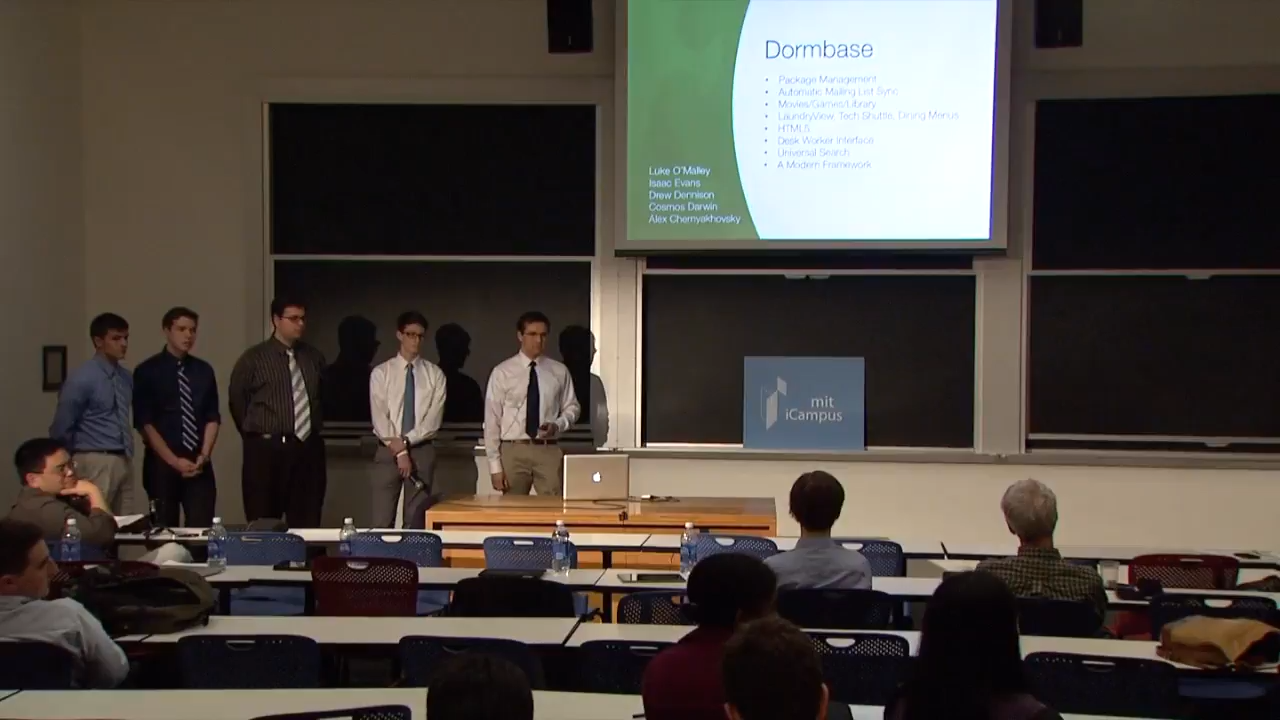 Dormbase
• Package Management
• Automatic Mailing List Sync
• Movies/Games/Library
• LaundryView, Tech Shuttle, Dining Menus
• HTML5
• Desk Worker Interface
• Universal Search
• A Modern Framework
Luke O'Malley
Isaac Evans
Drew Dennison
Cosmos Darwin
Alex Chernyakhovsky
mit
iCampus